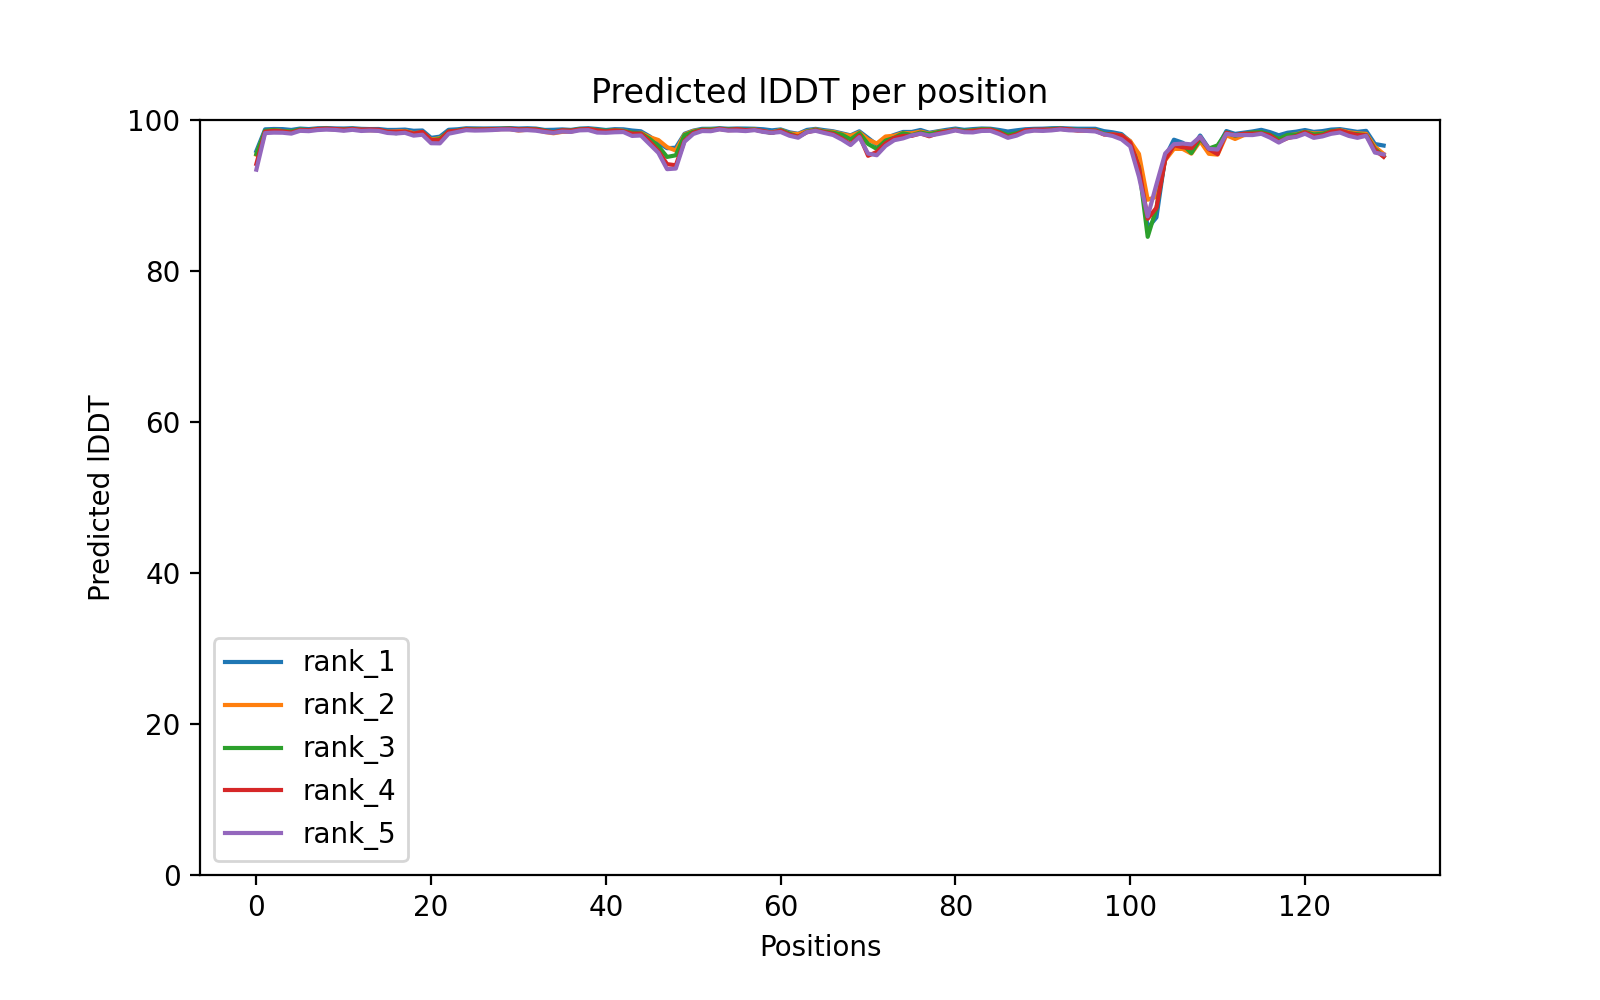 Predicted lDDT per position
100
80
60
40
20
0
Predicted lDDT
rank_1
rank_2
rank_3
rank_4
rank_5
0 20 40 60 80 100 120
Positions